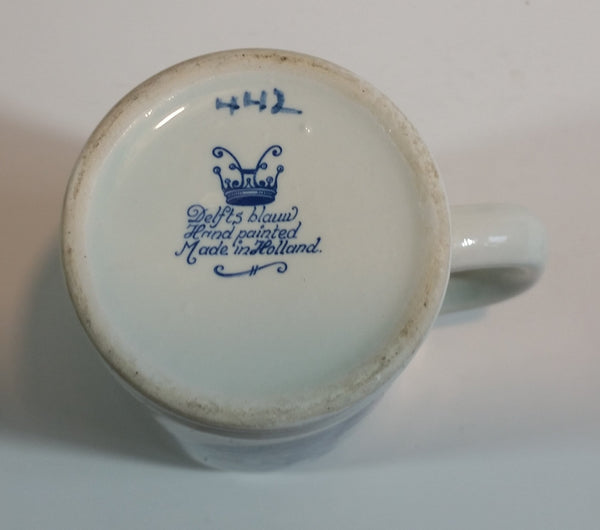 442
Delfts blauw
Hand painted
Made in Holland.